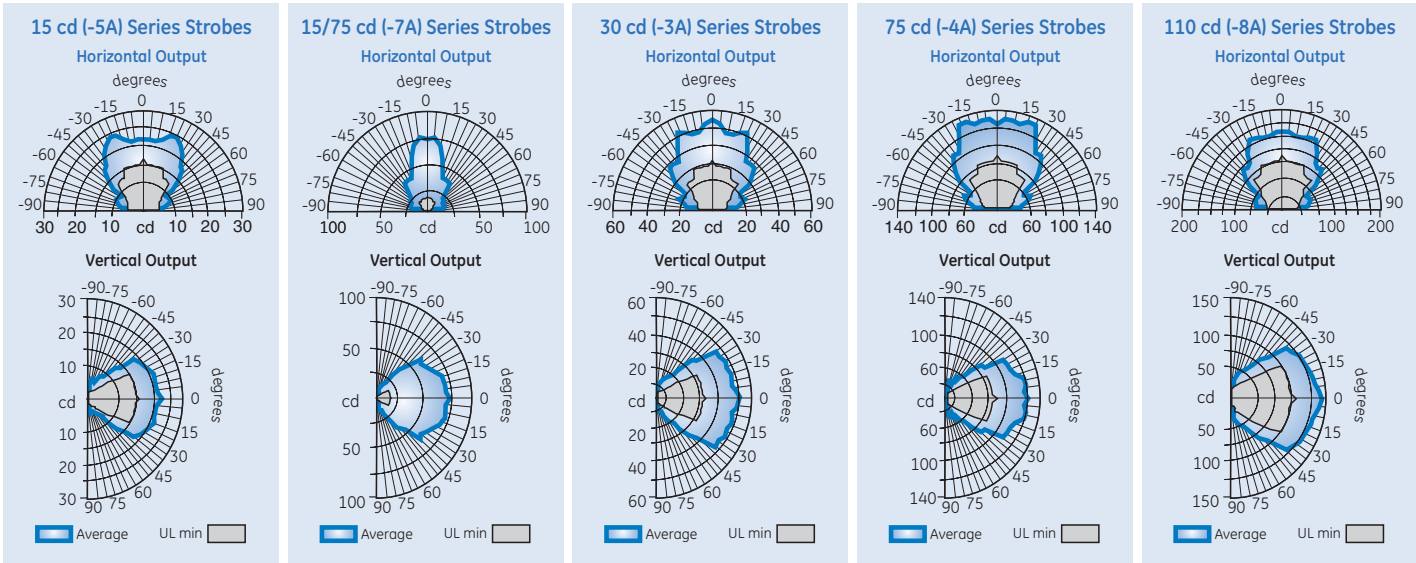 15 cd (-5A) Series Strobes
Horizontal Output
degrees
-15 0 15
-30 30
-45 45
-60 60
-75 75
-90 90
30 20 10 cd 10 20 30
Vertical Output
30 -90 -75
-60
20 -45
-30
10 -15
cd 0 degrees
10 15
30
20 45
60
30 90 75
Average UL min
15/75 cd (-7A) Series Strobes
Horizontal Output
degrees
-15 0 15
-30 30
-45 45
-60 60
-75 75
-90 90
100 50 cd 50 100
Vertical Output
100 -90 -75
-60
-45
50 -30
-15
cd 0 degrees
15
50 30
45
60
100 90 75
Average UL min
30 cd (-3A) Series Strobes
Horizontal Output
degrees
-15 0 15
-30 30
-45 45
-60 60
-75 75
-90 90
60 40 20 cd 20 40 60
Vertical Output
60 -90 -75
-60
40 -45
-30
20 -15
cd 0 degrees
20 15
30
40 45
60
60 90 75
Average UL min
75 cd (-4A) Series Strobes
Horizontal Output
degrees
-15 0 15
-30 30
-45 45
-60 60
-75 75
-90 90
140 100 60 cd 60 100 140
Vertical Output
140 -90 -75
-60
100 -45
-30
60 -15
cd 0 degrees
60 15
30
100 45
60
140 90 75
Average UL min
110 cd (-8A) Series Strobes
Horizontal Output
degrees
-15 0 15
-30 30
-45 45
-60 60
-75 75
-90 90
200 100 cd 100 200
Vertical Output
150 -90 -75
-60
100 -45
-30
50 -15
cd 0 degrees
50 15
30
100 45
60
150 90 75
Average UL min